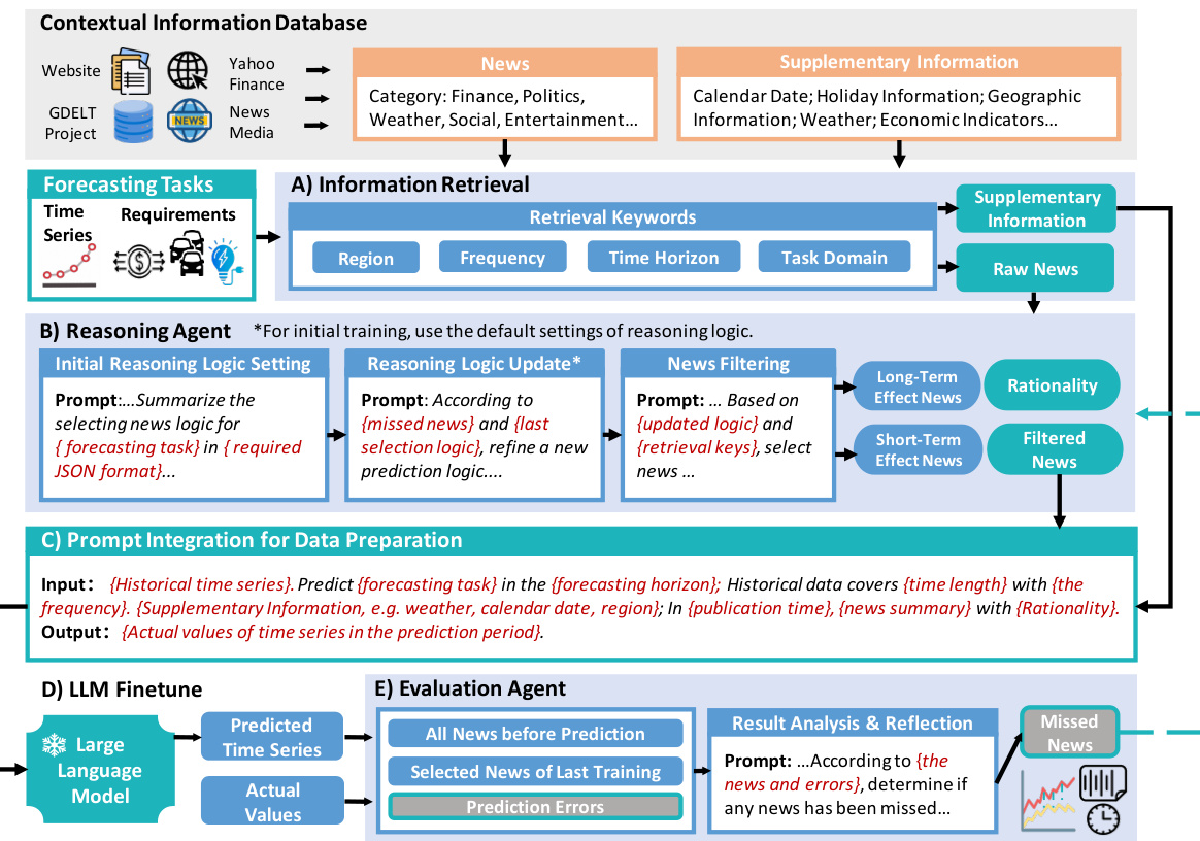 Contextual Information Database
Website
Yahoo
Finance
GDELT
Project
NEWS
News
Media
News
Category: Finance, Politics,
Weather, Social, Entertainment...
Supplementary Information
Calendar Date; Holiday Information; Geographic
Information; Weather; Economic Indicators...
Forecasting Tasks
Time
Series
Requirements
A) Information Retrieval
Retrieval Keywords
Region
Frequency
Time Horizon
Task Domain
Supplementary
Information
Raw News
B) Reasoning Agent *For initial training, use the default settings of reasoning logic.
Initial Reasoning Logic Setting
Prompt:...Summarize the
selecting news logic for
{ forecasting task} in { required
JSON format}...
Reasoning Logic Update*
Prompt: According to
{missed news} and {last
selection logic}, refine a new
prediction logic....
News Filtering
Prompt: ... Based on
{updated logic} and
{retrieval keys}, select
news ...
Long-Term
Effect News
Rationality
Short-Term
Effect News
Filtered
News
C) Prompt Integration for Data Preparation
Input: {Historical time series}. Predict {forecasting task} in the {forecasting horizon}; Historical data covers {time length} with {the
frequency}. {Supplementary Information, e.g. weather, calendar date, region}; In {publication time}, {news summary} with {Rationality}.
Output: {Actual values of time series in the prediction period}.
D) LLM Finetune
Large
Language
Model
Predicted
Time Series
Actual
Values
E) Evaluation Agent
All News before Prediction
Selected News of Last Training
Prediction Errors
Result Analysis & Reflection
Prompt: ...According to {the
news and errors}, determine if
any news has been missed...
Missed
News